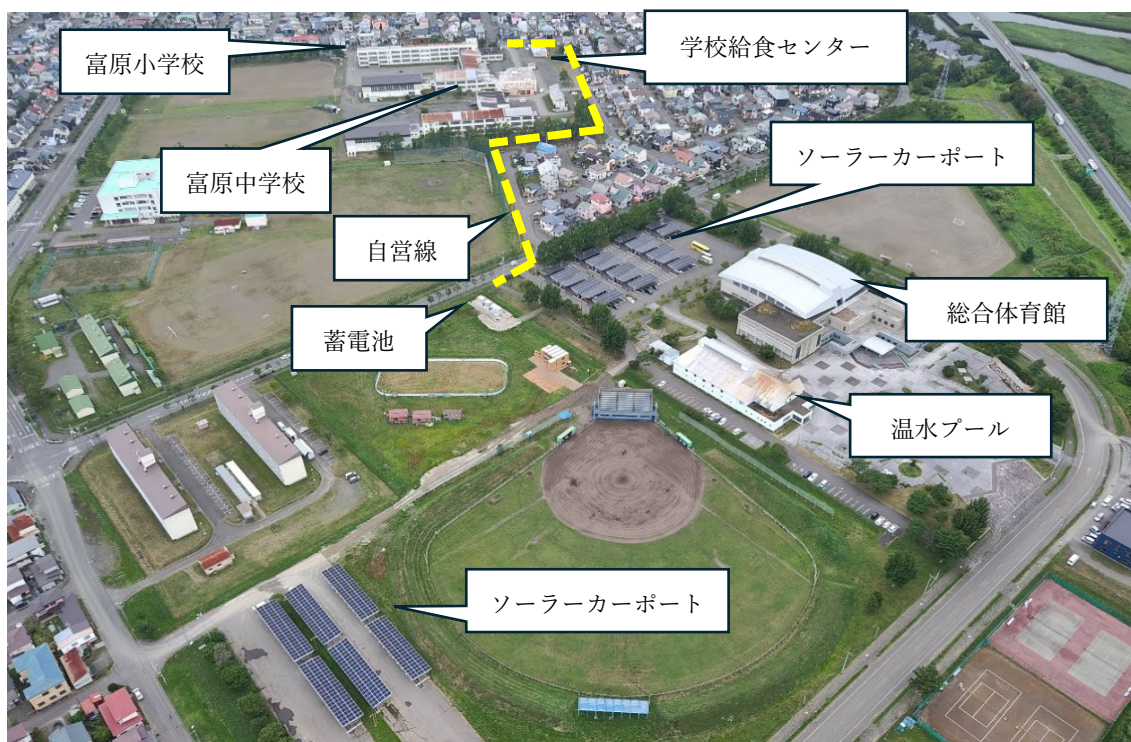 富原小学校
学校給食センター
ソーラーカーポート
富原中学校
自営線
総合体育館
蓄電池
温水プール
ソーラーカーポート